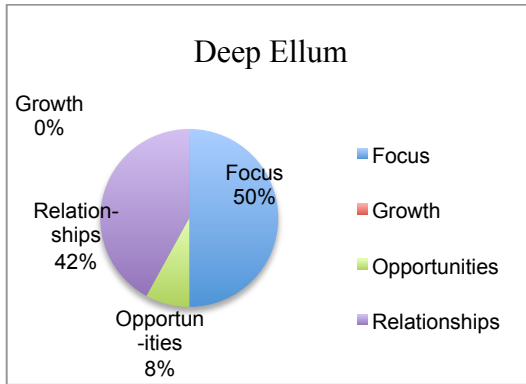 Deep Ellum
Growth
0%
Focus
50%
Relation-
ships
42%
Opportun
-ities
8%
Focus
Growth
Opportunities
Relationships